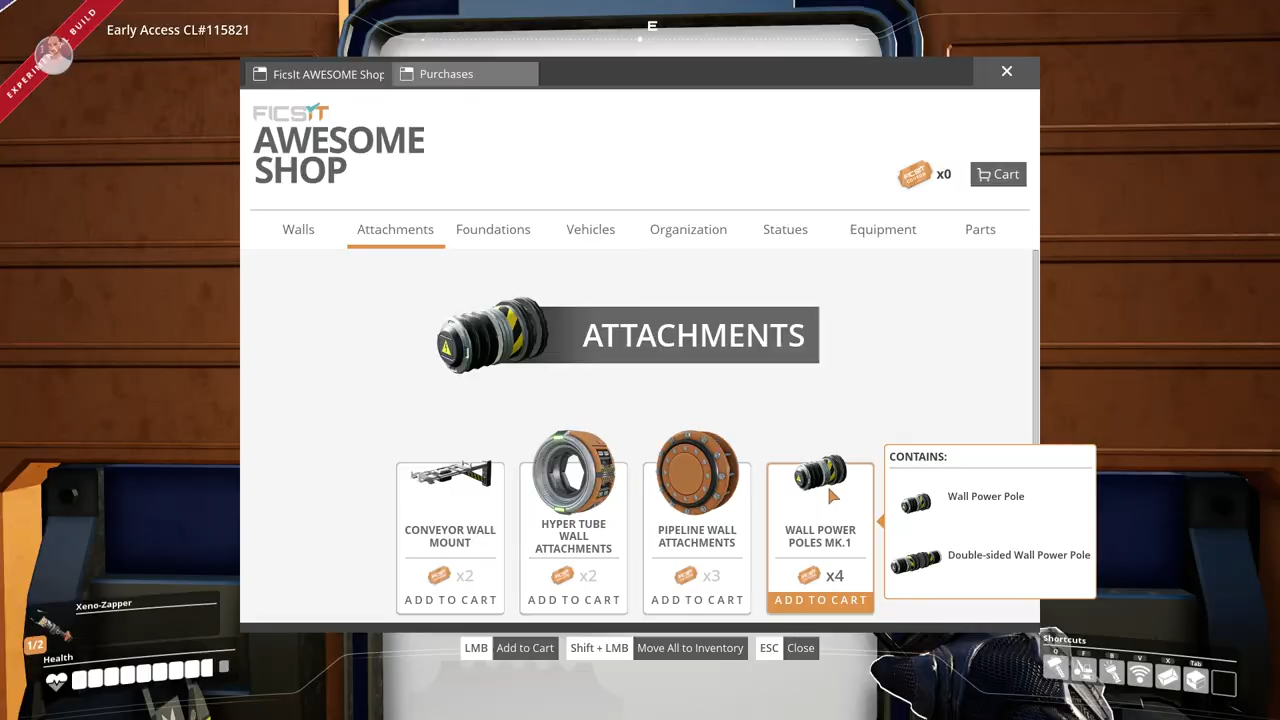 Early Access CL#115821
EXPERIMENTAL BUILD
E
FicsIt AWESOME Shop
Purchases
FICSIT
AWESOME
SHOP
x0
Cart
Walls
Attachments
Foundations
Vehicles
Organization
Statues
Equipment
Parts
ATTACHMENTS
CONVEYOR WALL
MOUNT
x2
ADD TO CART
HYPER TUBE
WALL
ATTACHMENTS
x2
ADD TO CART
PIPELINE WALL
ATTACHMENTS
x3
ADD TO CART
WALL POWER
POLES MK.1
x4
ADD TO CART
CONTAINS:
Wall Power Pole
Double-sided Wall Power Pole
Xeno-Zapper
1/2
Health
LMB Add to Cart
Shift + LMB Move All to Inventory
ESC Close
Shortcuts
Q F B V X Tab